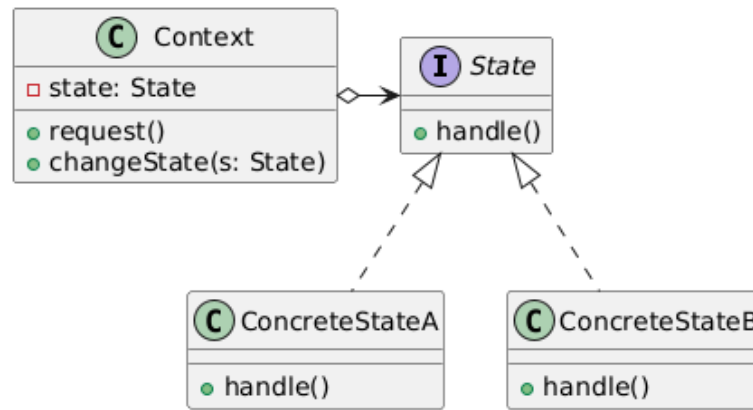 C Context
state: State
request()
changeState(s: State)
I State
handle()
C ConcreteStateA
handle()
C ConcreteStateB
handle()